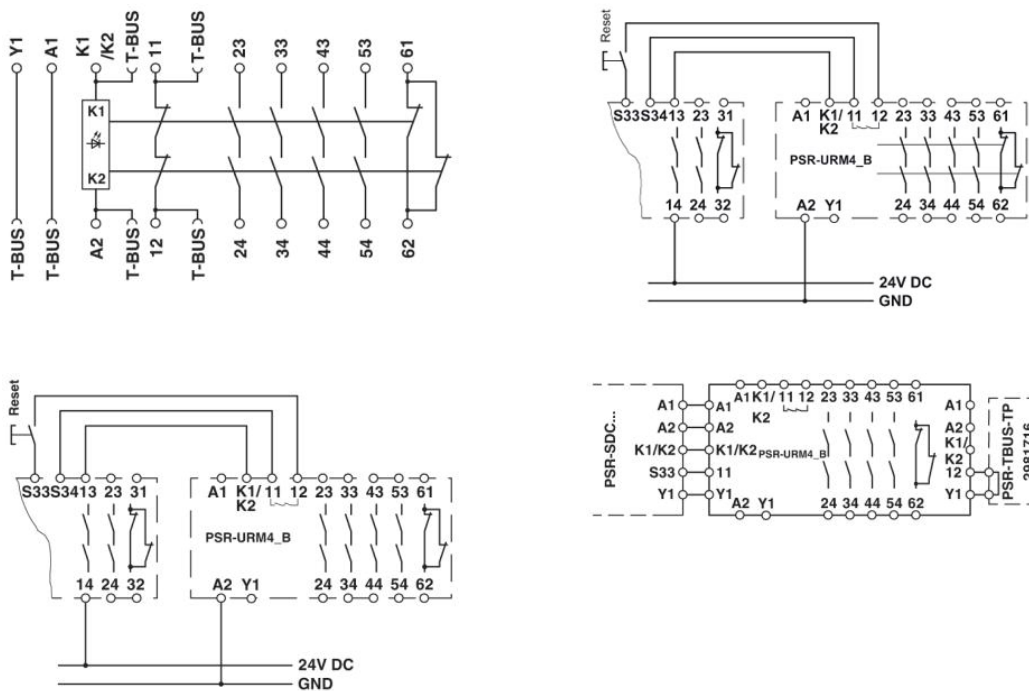 Y1
A1
K1
/K2
T-BUS
11
T-BUS
23
33
43
53
61
K1
K2
T-BUS
T-BUS
A2
T-BUS
12
T-BUS
24
34
44
54
62
Reset
S33 S34 13 23 31
A1 K1/ 11 12 23 33 43 53 61
K2
PSR-URM4_B
14 24 32
A2 Y1 24 34 44 54 62
24V DC
GND
Reset
S33 S34 13 23 31
A1 K1/ 11 12 23 33 43 53 61
K2
PSR-URM4_B
14 24 32
A2 Y1 24 34 44 54 62
24V DC
GND
PSR-SDC...
A1
A2
K1/K2
S33
Y1
A1 K1/ 11 12 23 33 43 53 61
K2
A1
A2
K1/K2
11
Y1
PSR-URM4_B
A2 Y1 24 34 44 54 62
A1
A2
K1/
K2
12
Y1
PSR-TBUS-TP
2981716